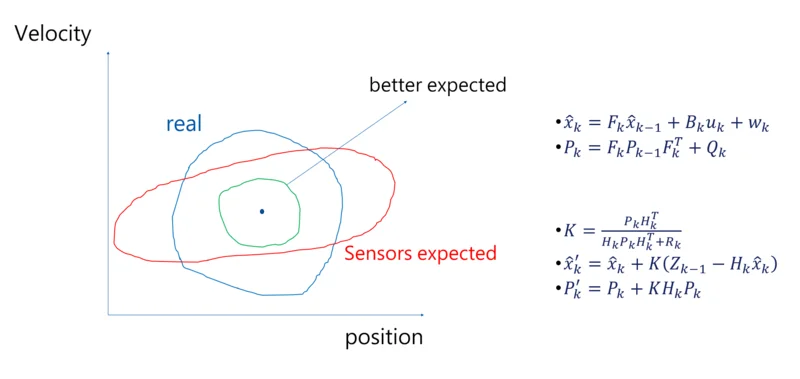 Velocity
better expected
real
Sensors expected
position
• x̂ₖ = Fₖx̂ₖ₋₁ + Bₖuₖ + wₖ
• Pₖ = FₖPₖ₋₁Fₖᵀ + Qₖ
• K = PₖHₖᵀ / HₖPₖHₖᵀ+Rₖ
• x̂ₖ′ = x̂ₖ + K(Zₖ₋₁ − Hₖx̂ₖ)
• Pₖ′ = Pₖ + KHₖPₖ